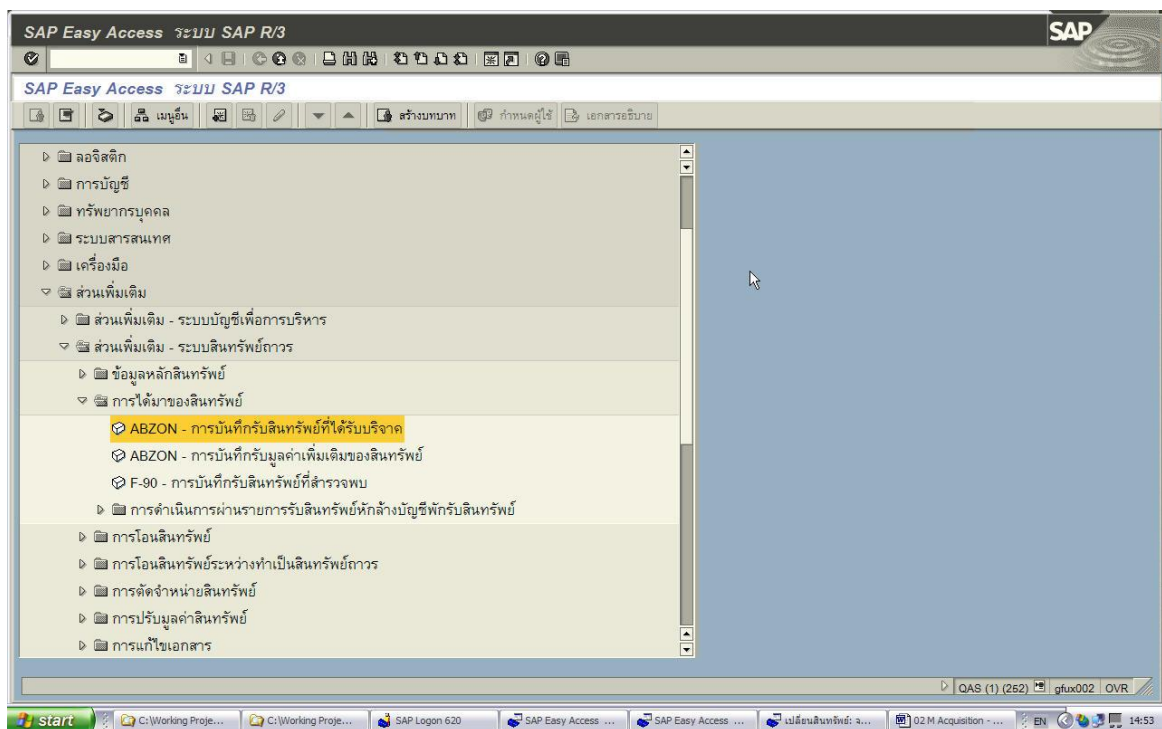 SAP Easy Access ระบบ SAP R/3
SAP
SAP Easy Access ระบบ SAP R/3
เมนูอื่น สร้างบทบาท กำหนดผู้ใช้ เอกสารอธิบาย
ลอจิสติก
การบัญชี
ทรัพยากรบุคคล
ระบบสารสนเทศ
เครื่องมือ
ส่วนเพิ่มเติม
ส่วนเพิ่มเติม - ระบบบัญชีเพื่อการบริหาร
ส่วนเพิ่มเติม - ระบบสินทรัพย์ถาวร
ข้อมูลหลักสินทรัพย์
การได้มาของสินทรัพย์
ABZON - การบันทึกรับสินทรัพย์ที่ได้รับบริจาค
ABZON - การบันทึกรับมูลค่าเพิ่มเติมของสินทรัพย์
F-90 - การบันทึกรับสินทรัพย์ที่สำรวจพบ
การดำเนินการผ่านรายการรับสินทรัพย์หักล้างบัญชีพักรับสินทรัพย์
การโอนสินทรัพย์
การโอนสินทรัพย์ระหว่างทำเป็นสินทรัพย์ถาวร
การตัดจำหน่ายสินทรัพย์
การปรับมูลค่าสินทรัพย์
การแก้ไขเอกสาร
QAS (1) (252) gfux002 OVR
start C:\Working Proje... C:\Working Proje... SAP Logon 620 SAP Easy Access ... SAP Easy Access ... เปลี่ยนสินทรัพย์: จ... 02 M Acquisition - ... EN 14:53